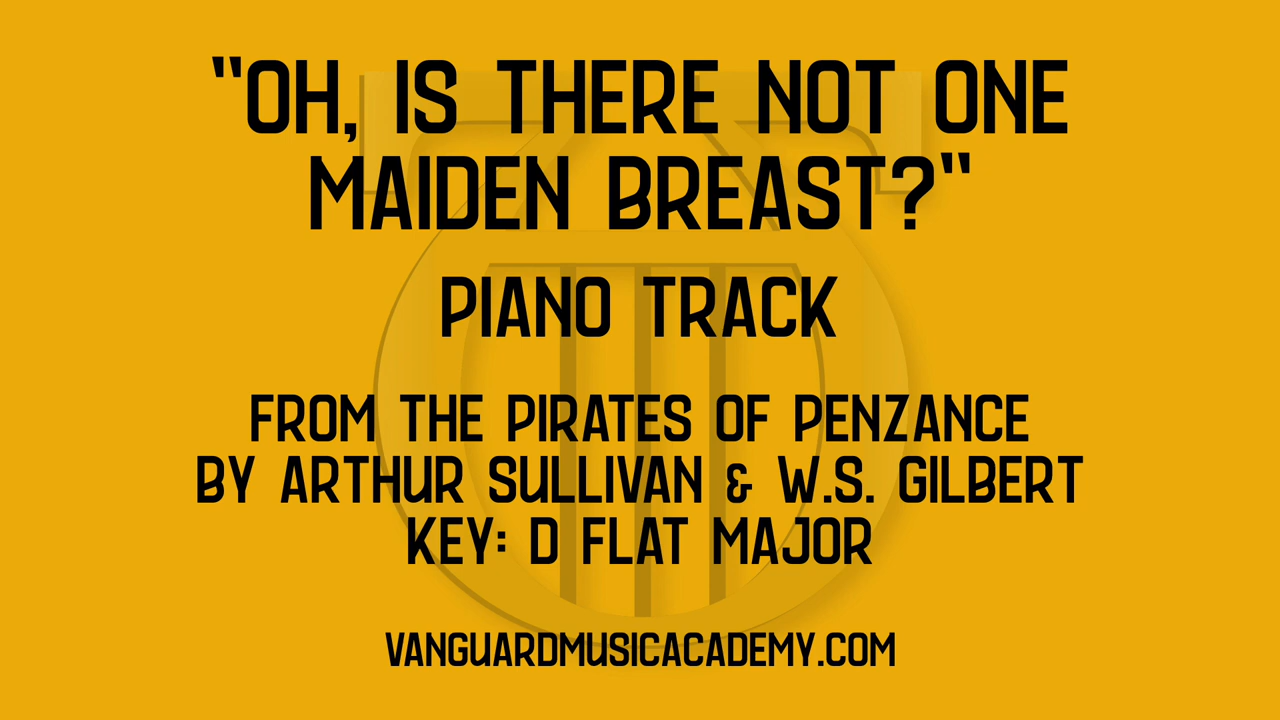 "OH, IS THERE NOT ONE
MAIDEN BREAST?"
PIANO TRACK
FROM THE PIRATES OF PENZANCE
BY ARTHUR SULLIVAN & W.S. GILBERT
KEY: D FLAT MAJOR
VANGUARDMUSICACADEMY.COM